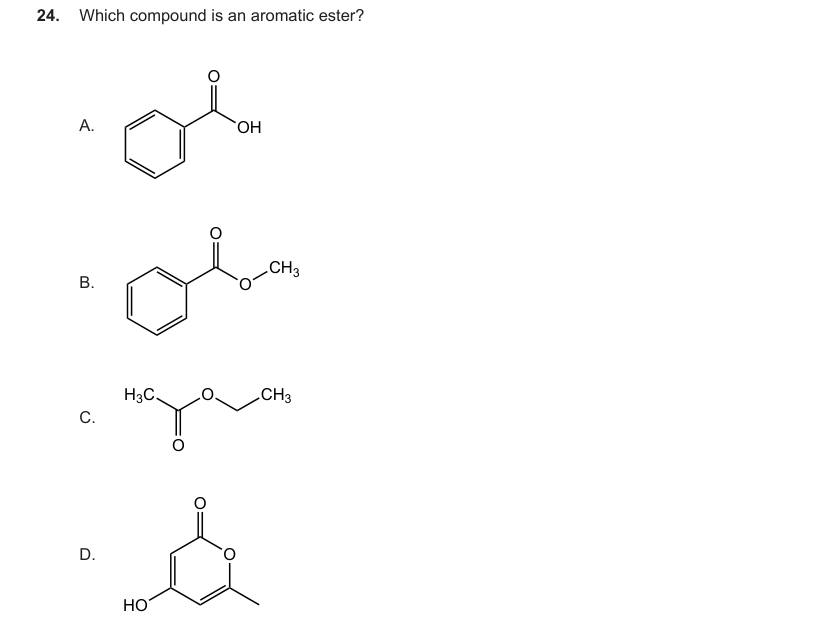 24. Which compound is an aromatic ester?
O
A.
OH
O
CH3
B.
O
H3C O CH3
C.
O
O
D.
O
HO